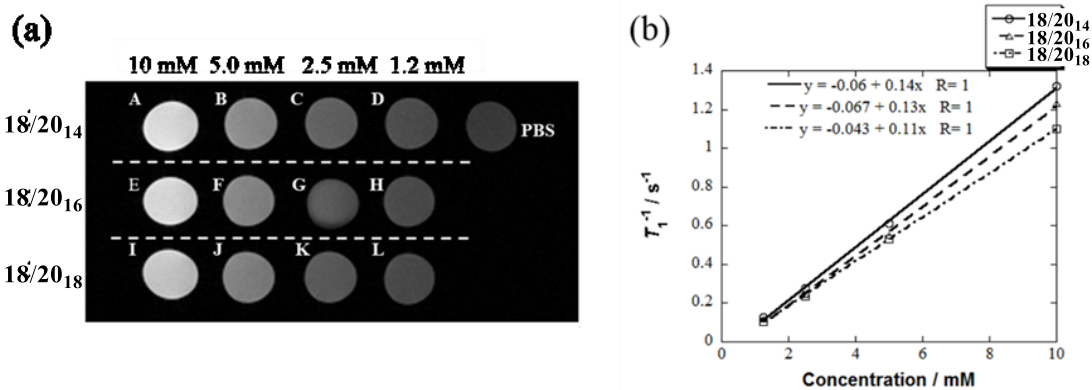 (a)
10 mM 5.0 mM 2.5 mM 1.2 mM
18/20₁₄ A B C D PBS
18/20₁₆ E F G H
18/20₁₈ I J K L
(b)
18/20₁₄
18/20₁₆
18/20₁₈
y = -0.06 + 0.14x R= 1
y = -0.067 + 0.13x R= 1
y = -0.043 + 0.11x R= 1
T₁⁻¹ / s⁻¹
1.4
1.2
1
0.8
0.6
0.4
0.2
0
0 2 4 6 8 10
Concentration / mM